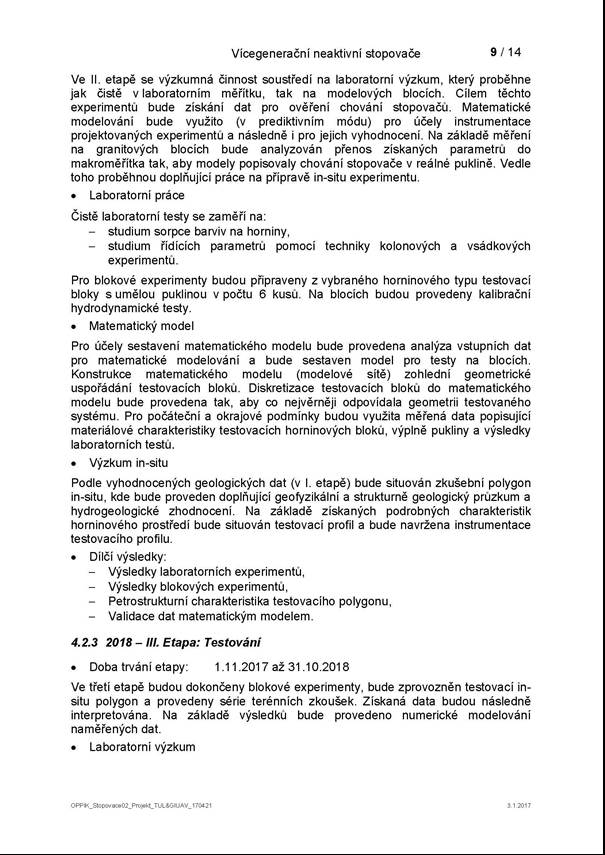 Vícegenerační neaktivní stopovače 9 / 14
Ve II. etapě se výzkumná činnost soustředí na laboratorní výzkum, který proběhne
jak čistě v laboratorním měřítku, tak na modelových blocích. Cílem těchto
experimentů bude získání dat pro ověření chování stopovačů. Matematické
modelování bude využito (v prediktivním módu) pro účely instrumentace
projektovaných experimentů a následně i pro jejich vyhodnocení. Na základě měření
na granitových blocích bude analyzován přenos získaných parametrů do
makroměřítka tak, aby modely popisovaly chování stopovače v reálné puklině. Vedle
toho proběhnou doplňující práce na přípravě in-situ experimentu.
• Laboratorní práce
Čistě laboratorní testy se zaměří na:
– studium sorpce barviv na horniny,
– studium řídících parametrů pomocí techniky kolonových a vsádkových
experimentů.
Pro blokové experimenty budou připraveny z vybraného horninového typu testovací
bloky s umělou puklinou v počtu 6 kusů. Na blocích budou provedeny kalibrační
hydrodynamické testy.
• Matematický model
Pro účely sestavení matematického modelu bude provedena analýza vstupních dat
pro matematické modelování a bude sestaven model pro testy na blocích.
Konstrukce matematického modelu (modelové sítě) zohlední geometrické
uspořádání testovacích bloků. Diskretizace testovacích bloků do matematického
modelu bude provedena tak, aby co nejvěrněji odpovídala geometrii testovaného
systému. Pro počáteční a okrajové podmínky budou využita měřená data popisující
materiálové charakteristiky testovacích horninových bloků, výplně pukliny a výsledky
laboratorních testů.
• Výzkum in-situ
Podle vyhodnocených geologických dat (v I. etapě) bude situován zkušební polygon
in-situ, kde bude proveden doplňující geofyzikální a strukturně geologický průzkum a
hydrogeologické zhodnocení. Na základě získaných podrobných charakteristik
horninového prostředí bude situován testovací profil a bude navržena instrumentace
testovacího profilu.
• Dílčí výsledky:
– Výsledky laboratorních experimentů,
– Výsledky blokových experimentů,
– Petrostrukturní charakteristika testovacího polygonu,
– Validace dat matematickým modelem.
4.2.3 2018 – III. Etapa: Testování
• Doba trvání etapy: 1.11.2017 až 31.10.2018
Ve třetí etapě budou dokončeny blokové experimenty, bude zprovozněn testovací in-
situ polygon a provedeny série terénních zkoušek. Získaná data budou následně
interpretována. Na základě výsledků bude provedeno numerické modelování
naměřených dat.
• Laboratorní výzkum
OPPIK_Stopovace02_Projekt_TUL&GIUAV_170421 3.1.2017